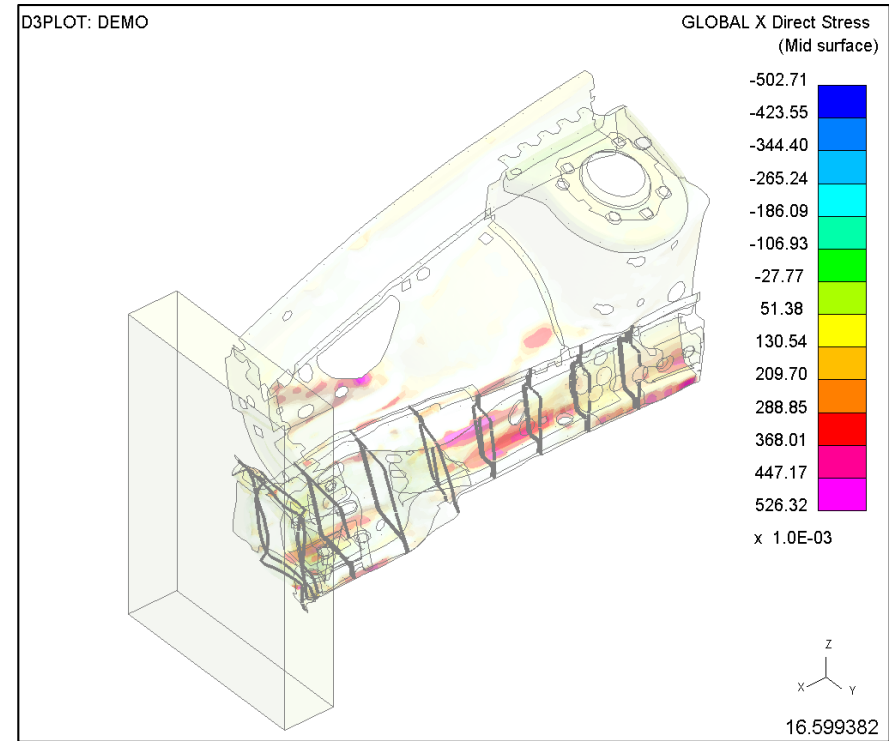 D3PLOT: DEMO
GLOBAL X Direct Stress
(Mid surface)
-502.71
-423.55
-344.40
-265.24
-186.09
-106.93
-27.77
51.38
130.54
209.70
288.85
368.01
447.17
526.32
x 1.0E-03
Z
X
Y
16.599382